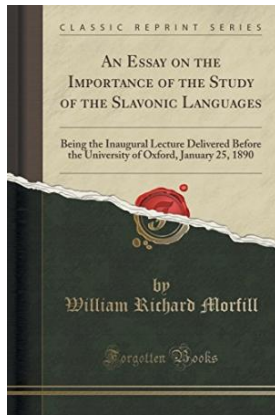 CLASSIC REPRINT SERIES
AN ESSAY ON THE
IMPORTANCE OF THE STUDY
OF THE SLAVONIC LANGUAGES
Being the Inaugural Lecture Delivered Before
the University of Oxford, January 25, 1890
by
William Richard Morfill
Forgotten Books